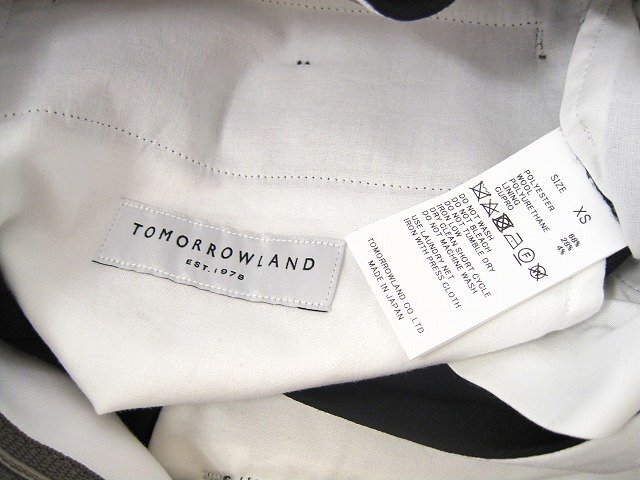 TOMORROWLAND
EST.1978
SIZE XS
POLYESTER 68%
WOOL 28%
POLYURETHANE 4%
LINING
CUPRO
DO NOT WASH
DO NOT BLEACH
DO NOT TUMBLE DRY
IRON LOW
DRY CLEAN SHORT CYCLE
DO NOT MACHINE WASH
USE LAUNDRY NET
IRON WITH PRESS CLOTH
TOMORROWLAND CO.,LTD
MADE IN JAPAN